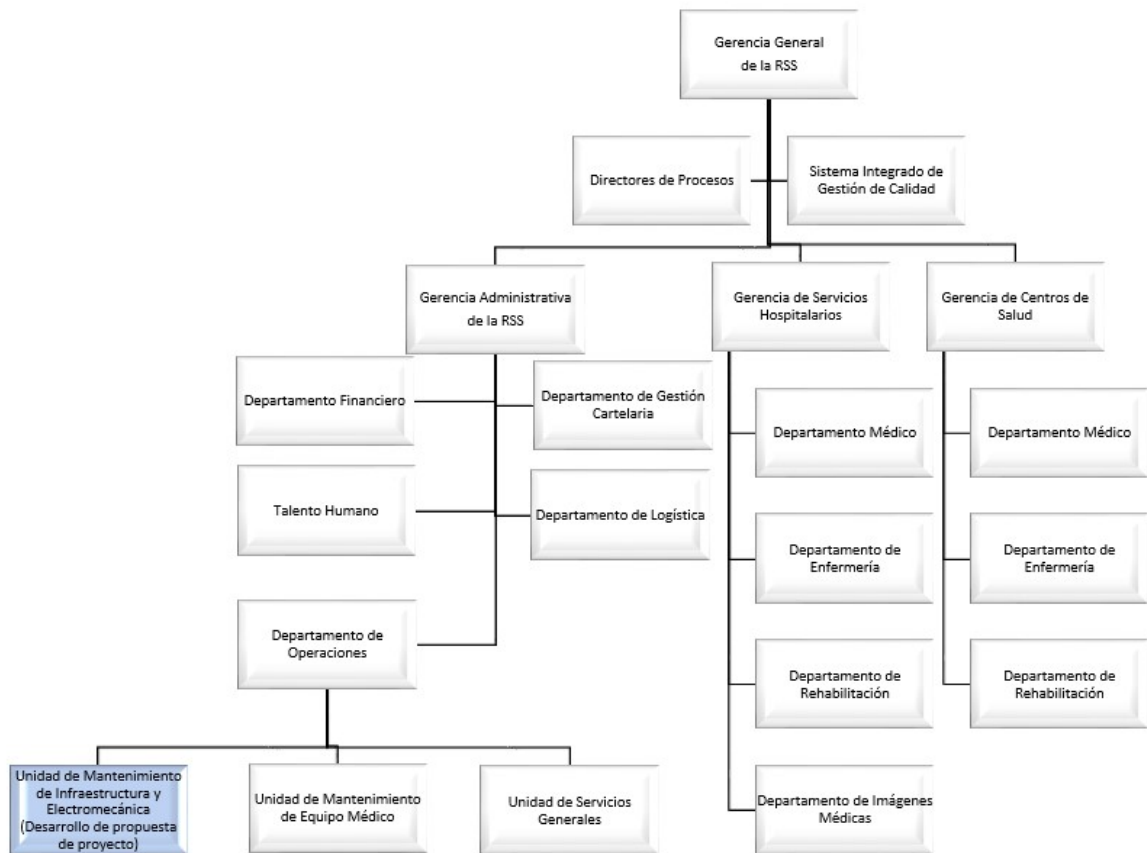 Gerencia General
de la RSS
Directores de Procesos
Sistema Integrado de
Gestión de Calidad
Gerencia Administrativa
de la RSS
Gerencia de Servicios
Hospitalarios
Gerencia de Centros de
Salud
Departamento Financiero
Departamento de Gestión
Cartelaria
Departamento Médico
Departamento Médico
Talento Humano
Departamento de Logística
Departamento de
Enfermería
Departamento de
Enfermería
Departamento de
Operaciones
Departamento de
Rehabilitación
Departamento de
Rehabilitación
Unidad de Mantenimiento
de Infraestructura y
Electromecánica
(Desarrollo de propuesta
de proyecto)
Unidad de Mantenimiento
de Equipo Médico
Unidad de Servicios
Generales
Departamento de Imágenes
Médicas